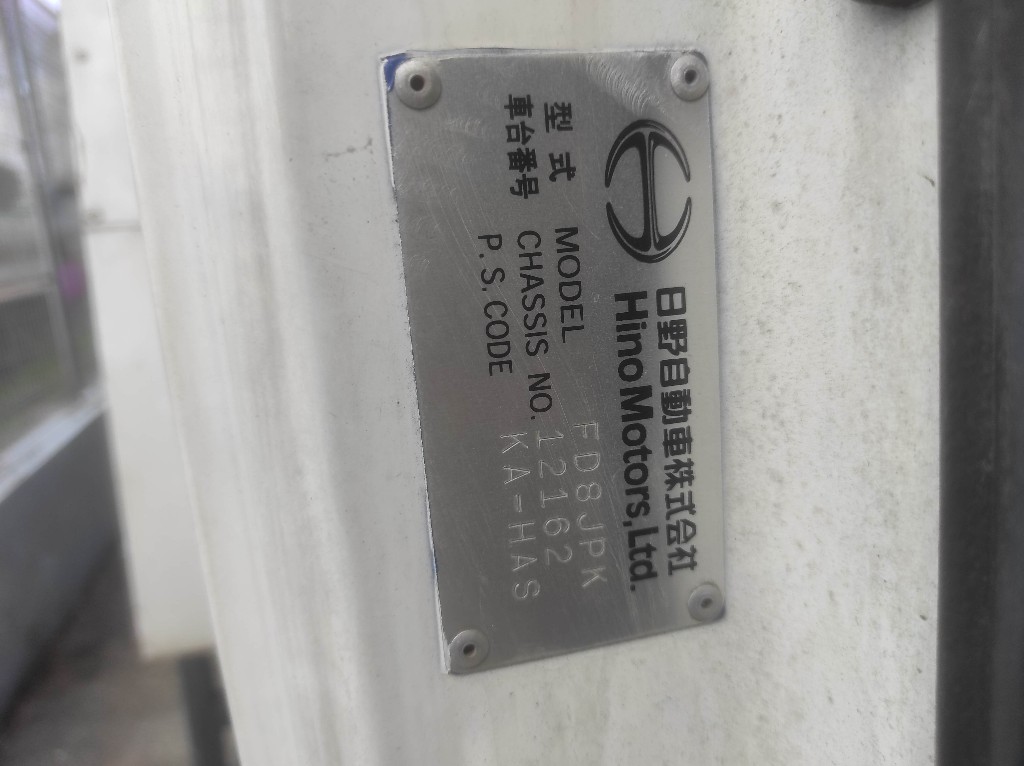 日野自動車株式会社
Hino Motors, Ltd.
型式 MODEL FD8JPK
車台番号 CHASSIS NO. 12162
P.S.CODE KA-HAS